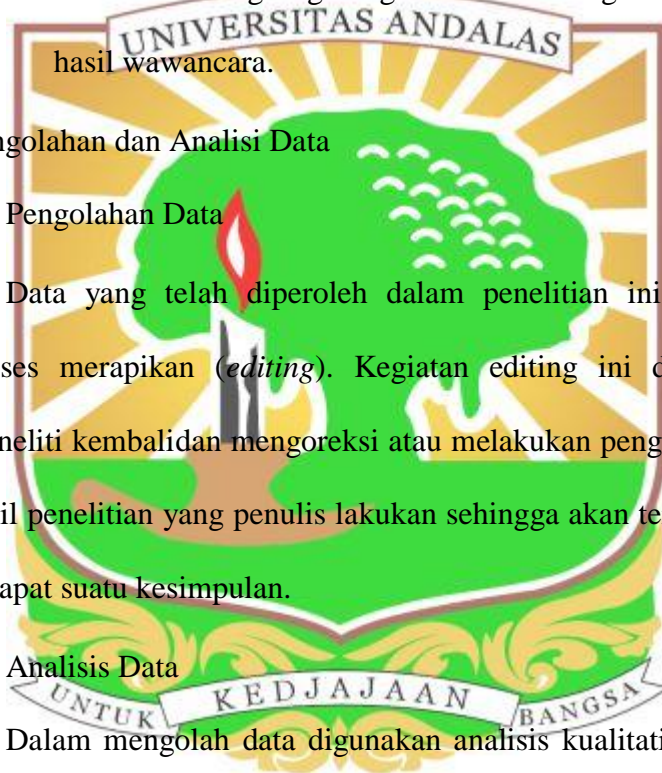 UNIVERSITAS ANDALAS
hasil wawancara.
ngolahan dan Analisi Data
Pengolahan Data
Data yang telah diperoleh dalam penelitian ini
ses merapikan (editing). Kegiatan editing ini d
neliti kembalidan mengoreksi atau melakukan peng
il penelitian yang penulis lakukan sehingga akan te
apat suatu kesimpulan.
Analisis Data
UNTUK KEDJAJAAN BANGSA
Dalam mengolah data digunakan analisis kualitati